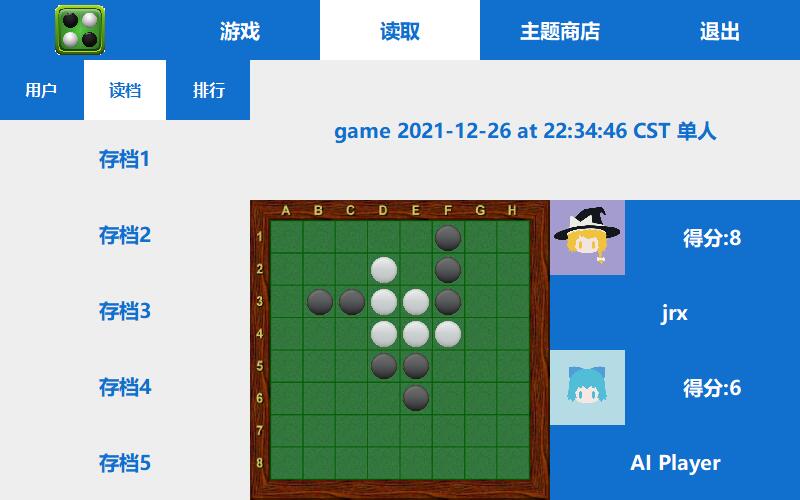 游戏
读取
主题商店
退出
用户
读档
排行
game 2021-12-26 at 22:34:46 CST 单人
存档1
存档2
存档3
存档4
存档5
A B C D E F G H
1
2
3
4
5
6
7
8
得分:8
jrx
得分:6
AI Player